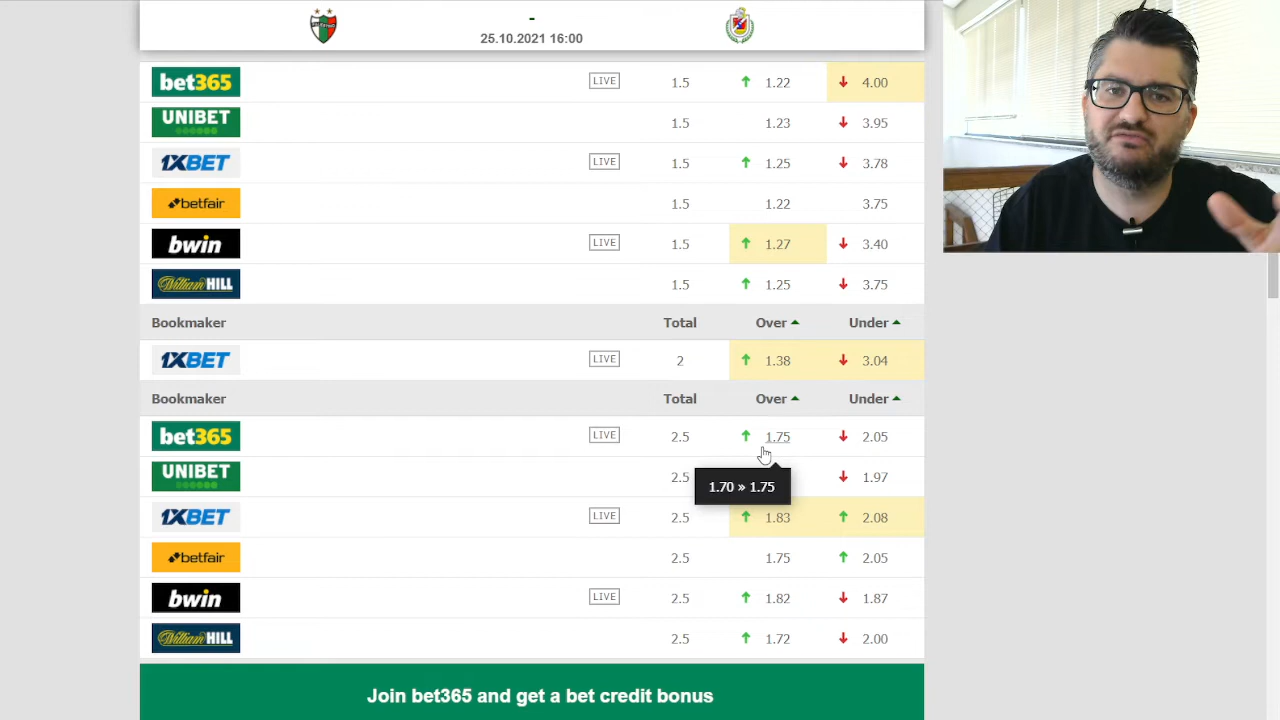 -
25.10.2021 16:00
bet365 LIVE 1.5 1.22 4.00
UNIBET 1.5 1.23 3.95
1XBET LIVE 1.5 1.25 3.78
betfair 1.5 1.22 3.75
bwin LIVE 1.5 1.27 3.40
William HILL 1.5 1.25 3.75
Bookmaker Total Over Under
1XBET LIVE 2 1.38 3.04
Bookmaker Total Over Under
bet365 LIVE 2.5 1.75 2.05
UNIBET 2.5 1.97
1.70 » 1.75
1XBET LIVE 2.5 1.83 2.08
betfair 2.5 1.75 2.05
bwin LIVE 2.5 1.82 1.87
William HILL 2.5 1.72 2.00
Join bet365 and get a bet credit bonus